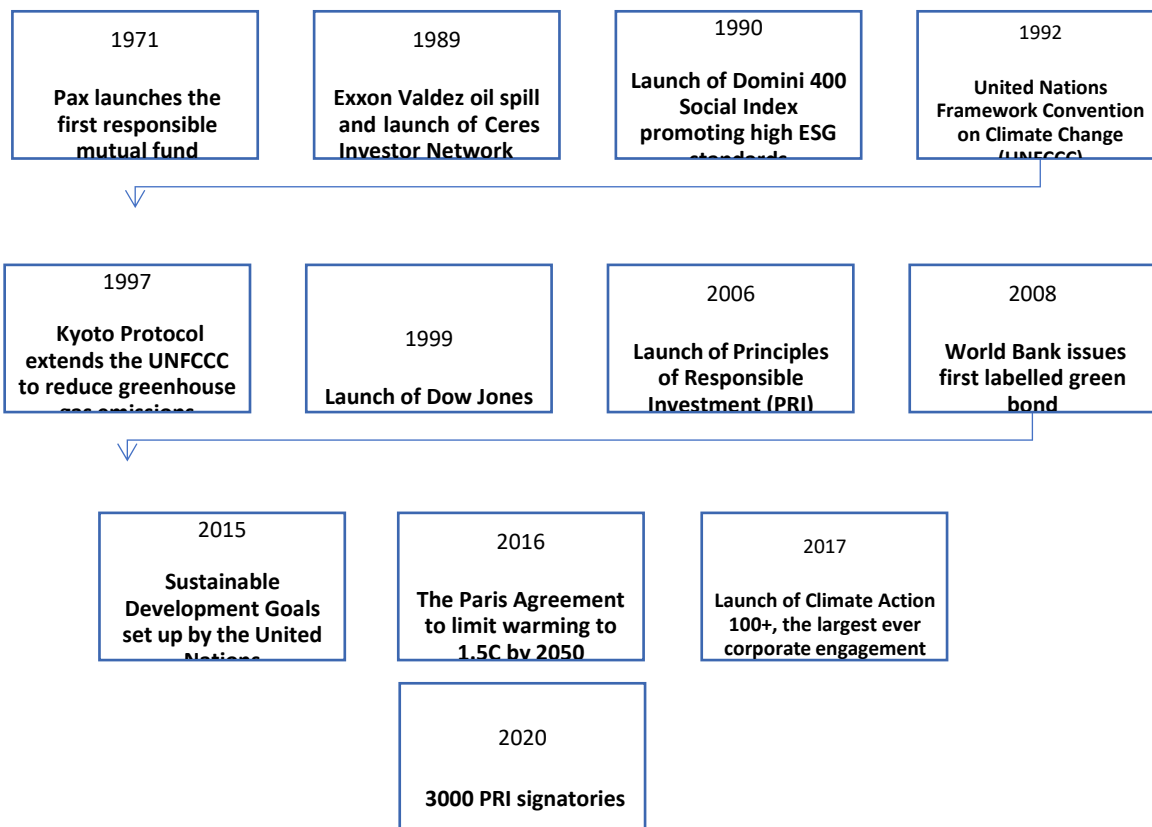 1971
Pax launches the
first responsible
mutual fund
1989
Exxon Valdez oil spill
and launch of Ceres
Investor Network
1990
Launch of Domini 400
Social Index
promoting high ESG
standards
1992
United Nations
Framework Convention
on Climate Change
(UNFCCC)
1997
Kyoto Protocol
extends the UNFCCC
to reduce greenhouse
gas emissions
1999
Launch of Dow Jones
2006
Launch of Principles
of Responsible
Investment (PRI)
2008
World Bank issues
first labelled green
bond
2015
Sustainable
Development Goals
set up by the United
Nations
2016
The Paris Agreement
to limit warming to
1.5C by 2050
2017
Launch of Climate Action
100+, the largest ever
corporate engagement
2020
3000 PRI signatories